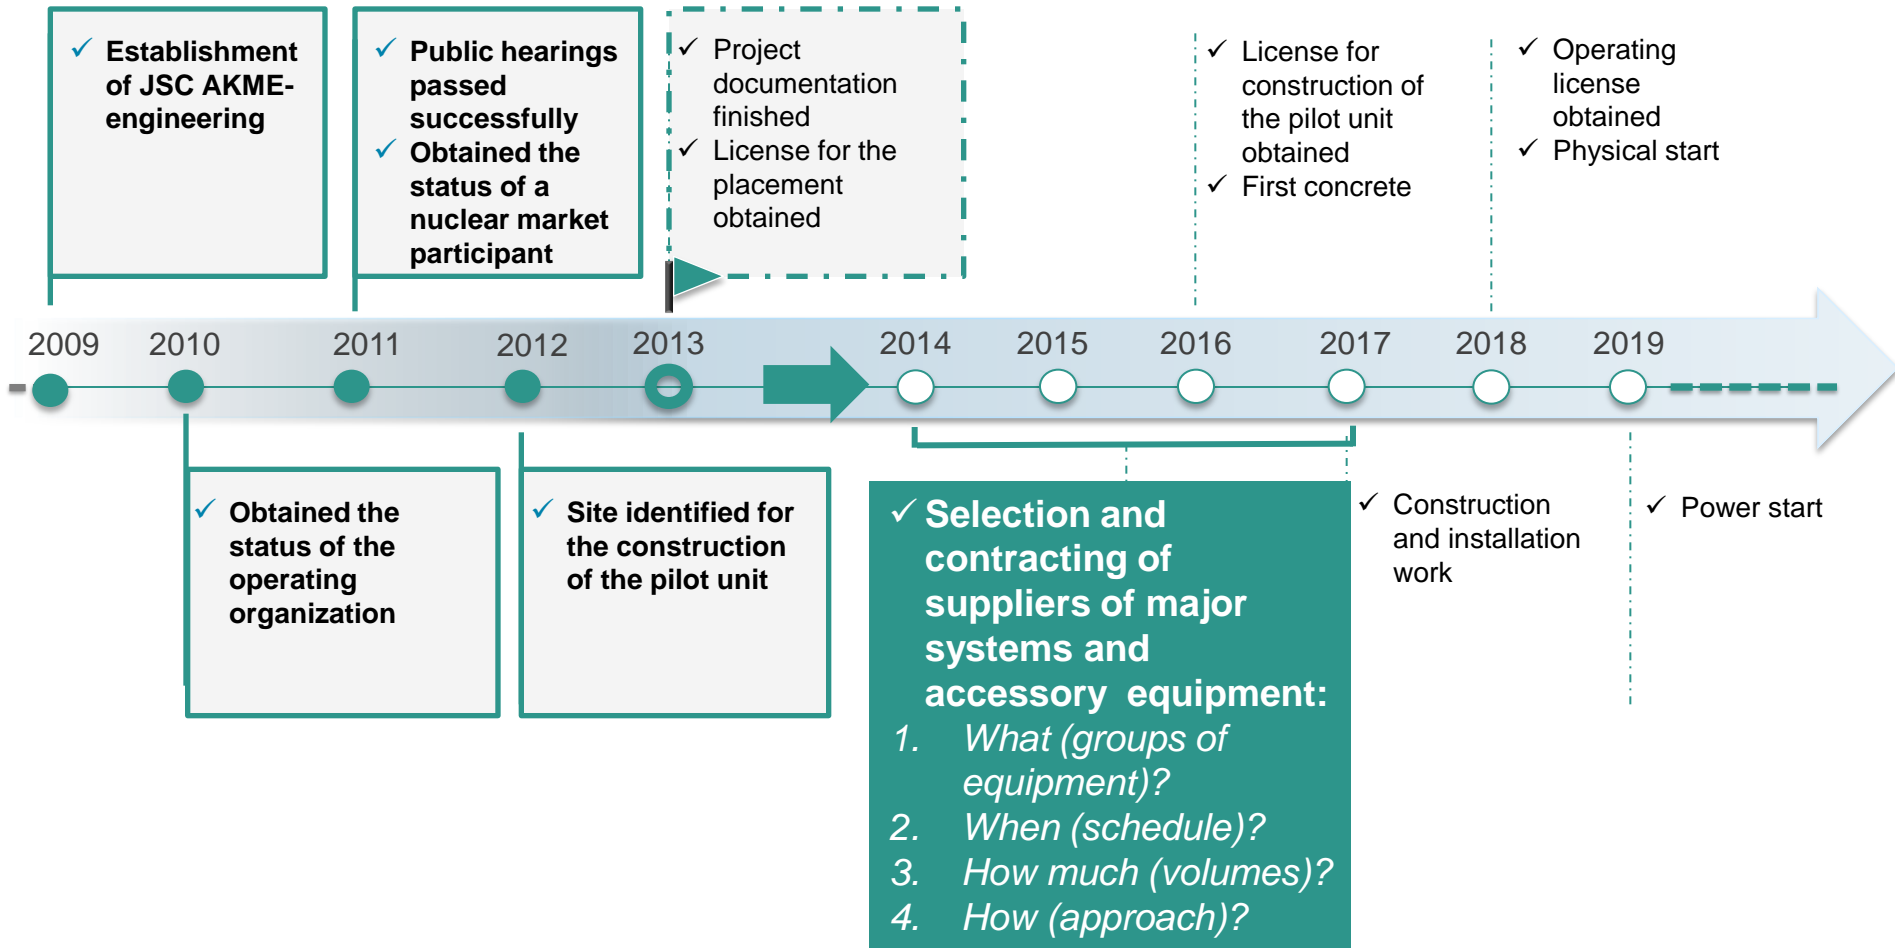 ✓ Establishment
of JSC AKME-
engineering
✓ Public hearings
passed
successfully
✓ Obtained the
status of a
nuclear market
participant
✓ Project
documentation
finished
✓ License for the
placement
obtained
✓ License for
construction of
the pilot unit
obtained
✓ First concrete
✓ Operating
license
obtained
✓ Physical start
2009 2010 2011 2012 2013 2014 2015 2016 2017 2018 2019
✓ Obtained the
status of the
operating
organization
✓ Site identified for
the construction
of the pilot unit
✓ Selection and
contracting of
suppliers of major
systems and
accessory equipment:
1. What (groups of
equipment)?
2. When (schedule)?
3. How much (volumes)?
4. How (approach)?
✓ Construction
and installation
work
✓ Power start